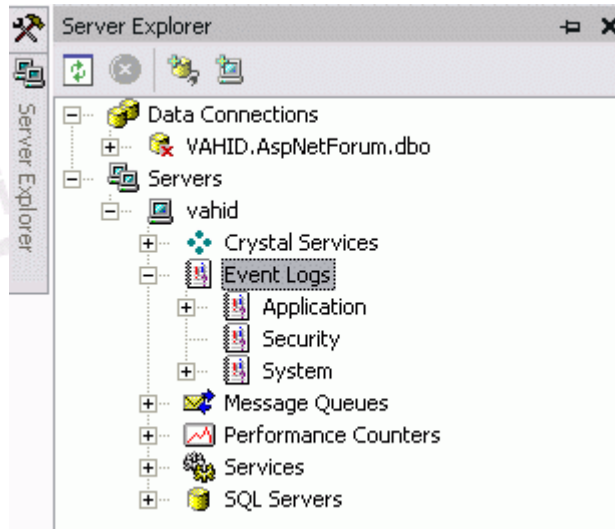 Server Explorer
Server Explorer
Data Connections
VAHID.AspNetForum.dbo
Servers
vahid
Crystal Services
Event Logs
Application
Security
System
Message Queues
Performance Counters
Services
SQL Servers